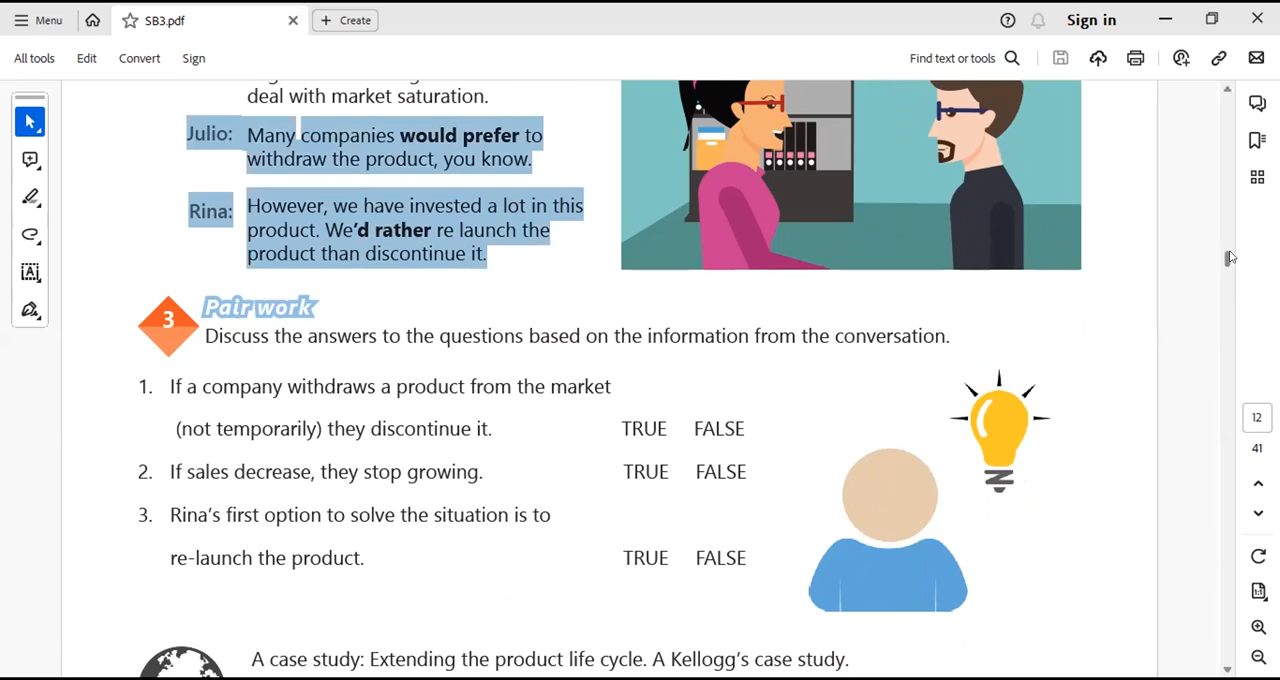 Menu
SB3.pdf
Create
Sign in
All tools
Edit
Convert
Sign
Find text or tools
deal with market saturation.
Julio: Many companies would prefer to
withdraw the product, you know.
Rina: However, we have invested a lot in this
product. We'd rather re launch the
product than discontinue it.
3 Pair work
Discuss the answers to the questions based on the information from the conversation.
1. If a company withdraws a product from the market
(not temporarily) they discontinue it. TRUE FALSE
2. If sales decrease, they stop growing. TRUE FALSE
3. Rina's first option to solve the situation is to
re-launch the product. TRUE FALSE
A case study: Extending the product life cycle. A Kellogg's case study.
12
41